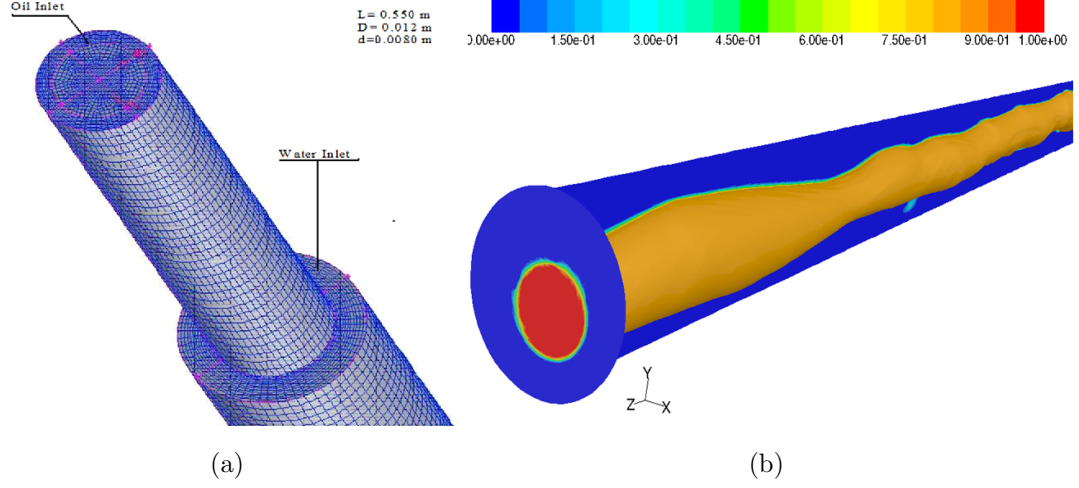 Oil Inlet
L= 0.550 m
D = 0.012 m
d=0.0080 m
Water Inlet
0.00e+00 1.50e-01 3.00e-01 4.50e-01 6.00e-01 7.50e-01 9.00e-01 1.00e+00
Y
Z X
(a) (b)